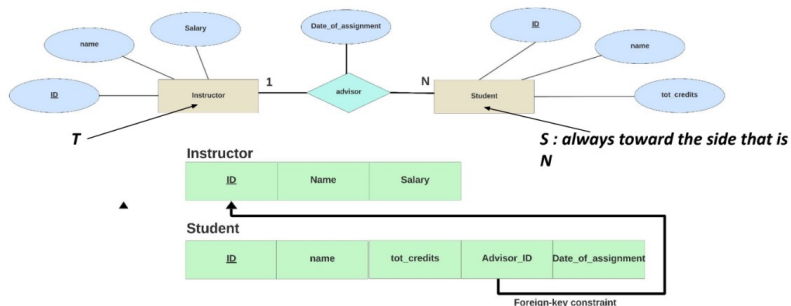 Date_of_assignment
ID
Salary
name
name
1
N
ID
Instructor
advisor
Student
tot_credits
T
S : always toward the side that is
N
Instructor
ID Name Salary
Student
ID name tot_credits Advisor_ID Date_of_assignment
Foreign-key constraint